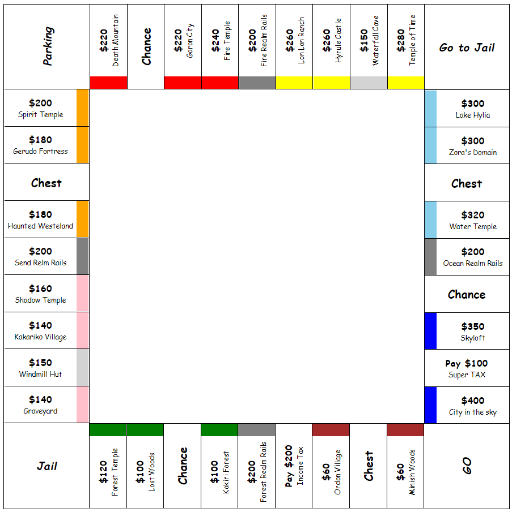 Parking
$220
Death Mountain
Chance
$220
Goron City
$240
Fire Temple
$200
Fire Realm Rails
$260
Lon Lon Ranch
$260
Hyrule Castle
$150
Waterfall Cave
$280
Temple of Time
Go to Jail
$200
Spirit Temple
$180
Gerudo Fortress
Chest
$180
Haunted Westeland
$200
Send Relm Rails
$160
Shadow Temple
$140
Kakariko Village
$150
Windmill Hut
$140
Graveyard
$300
Lake Hylia
$300
Zora's Domain
Chest
$320
Water Temple
$200
Ocean Realm Rails
Chance
$350
Skyloft
Pay $100
Super TAX
$400
City in the sky
Jail
$120
Forest Temple
$100
Lost Woods
Chance
$100
Kokiri Forest
$200
Forest Realm Rails
Pay $200
Income Tax
$60
Ordon Village
Chest
$60
Minish Woods
GO